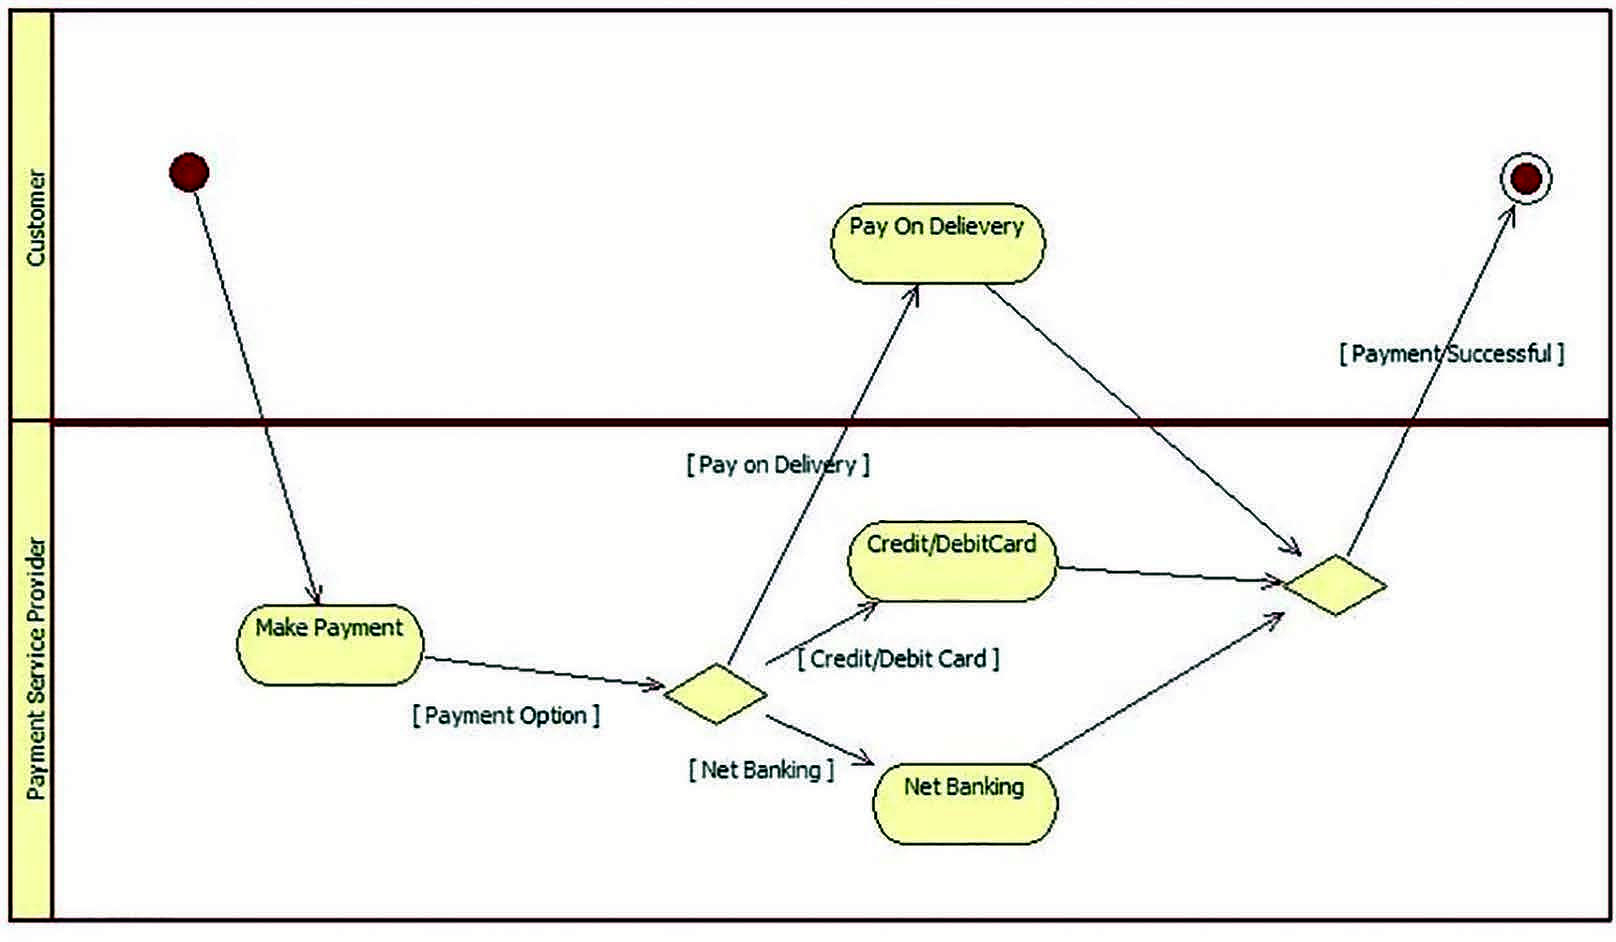 Customer
Pay On Delievery
[ Payment Successful ]
Payment Service Provider
[ Pay on Delivery ]
Credit/DebitCard
Make Payment
[ Credit/Debit Card ]
[ Payment Option ]
[ Net Banking ]
Net Banking